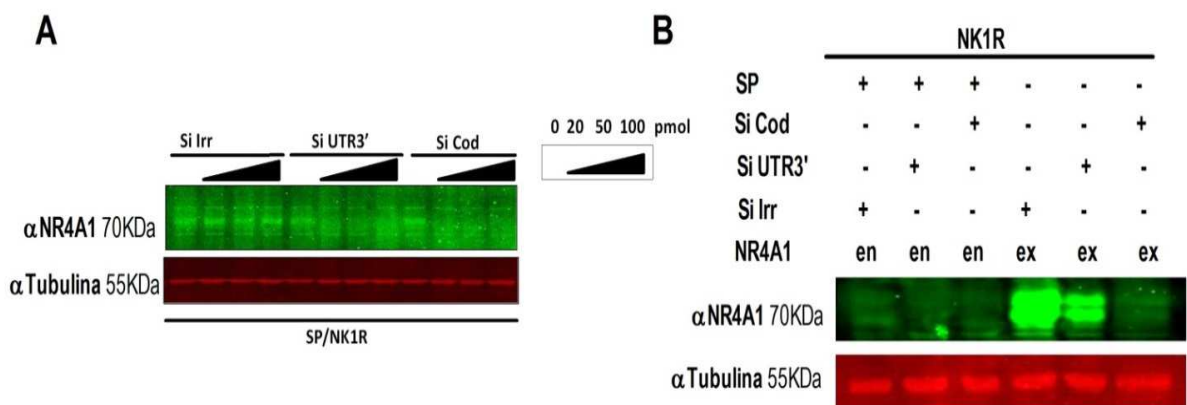 A
Si Irr Si UTR3' Si Cod
0 20 50 100 pmol
αNR4A1 70KDa
αTubulina 55KDa
SP/NK1R
B
NK1R
SP + + + - - -
Si Cod - - + - - +
Si UTR3' - + - - + -
Si Irr + - - + - -
NR4A1 en en en ex ex ex
αNR4A1 70KDa
αTubulina 55KDa